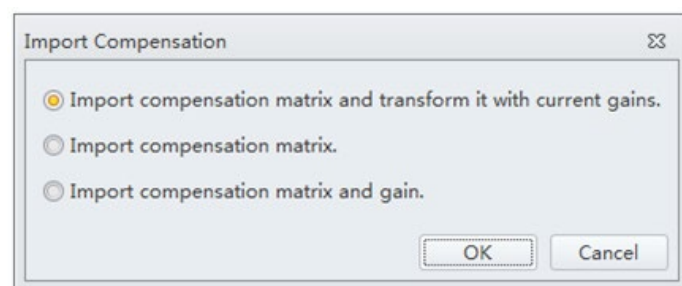 Import Compensation
Import compensation matrix and transform it with current gains.
Import compensation matrix.
Import compensation matrix and gain.
OK Cancel